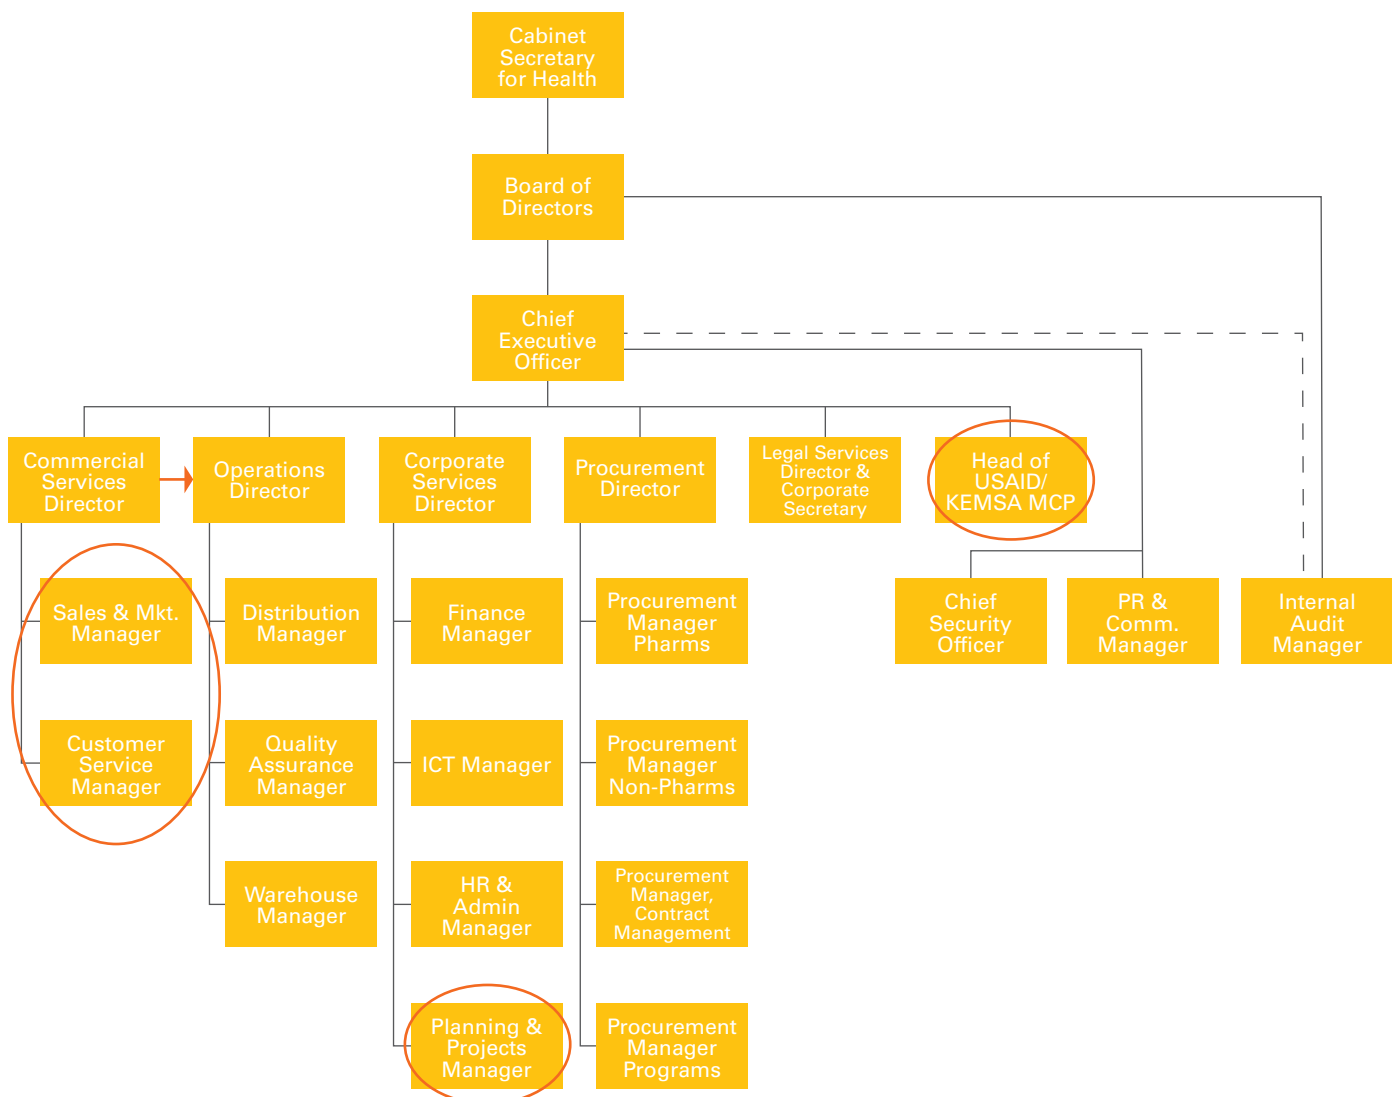 Cabinet
Secretary
for Health
Board of
Directors
Chief
Executive
Officer
Commercial
Services
Director
Operations
Director
Corporate
Services
Director
Procurement
Director
Legal Services
Director &
Corporate
Secretary
Head of
USAID/
KEMSA MCP
Sales & Mkt.
Manager
Distribution
Manager
Finance
Manager
Procurement
Manager
Pharms
Chief
Security
Officer
PR &
Comm.
Manager
Internal
Audit
Manager
Customer
Service
Manager
Quality
Assurance
Manager
ICT Manager
Procurement
Manager
Non-Pharms
Warehouse
Manager
HR &
Admin
Manager
Procurement
Manager,
Contract
Management
Planning &
Projects
Manager
Procurement
Manager
Programs